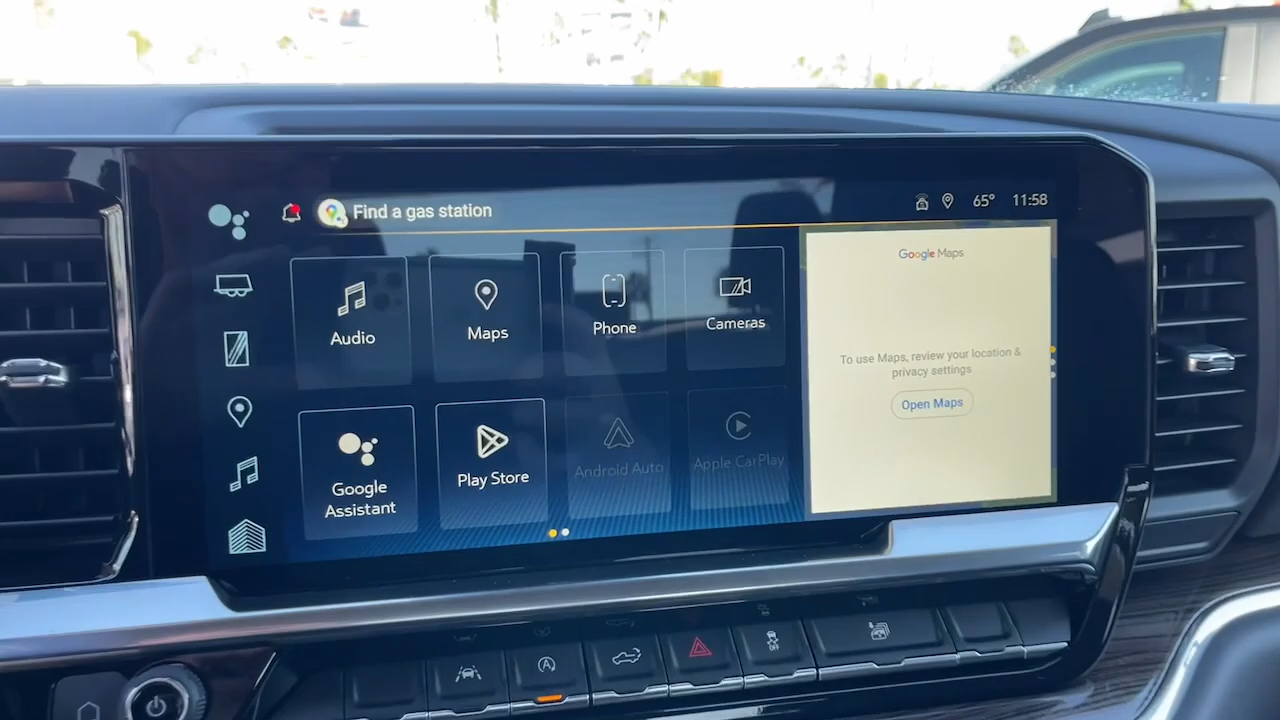 Find a gas station
65° 11:58
Audio
Maps
Phone
Cameras
Google
Assistant
Play Store
Android Auto
Apple CarPlay
Google Maps
To use Maps, review your location &
privacy settings
Open Maps
A
OFF